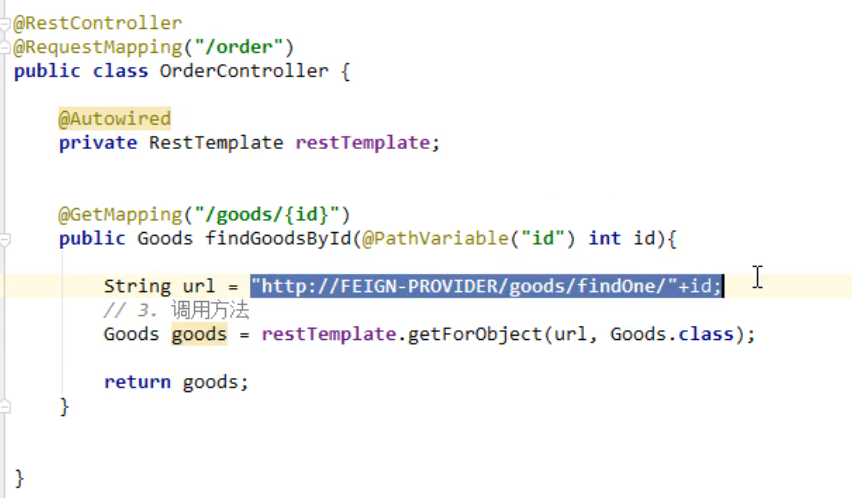 @RestController
@RequestMapping("/order")
public class OrderController {
@Autowired
private RestTemplate restTemplate;
@GetMapping("/goods/{id}")
public Goods findGoodsById(@PathVariable("id") int id){
String url = "http://FEIGN-PROVIDER/goods/findOne/"+id;
// 3. 调用方法
Goods goods = restTemplate.getForObject(url, Goods.class);
return goods;
}
}